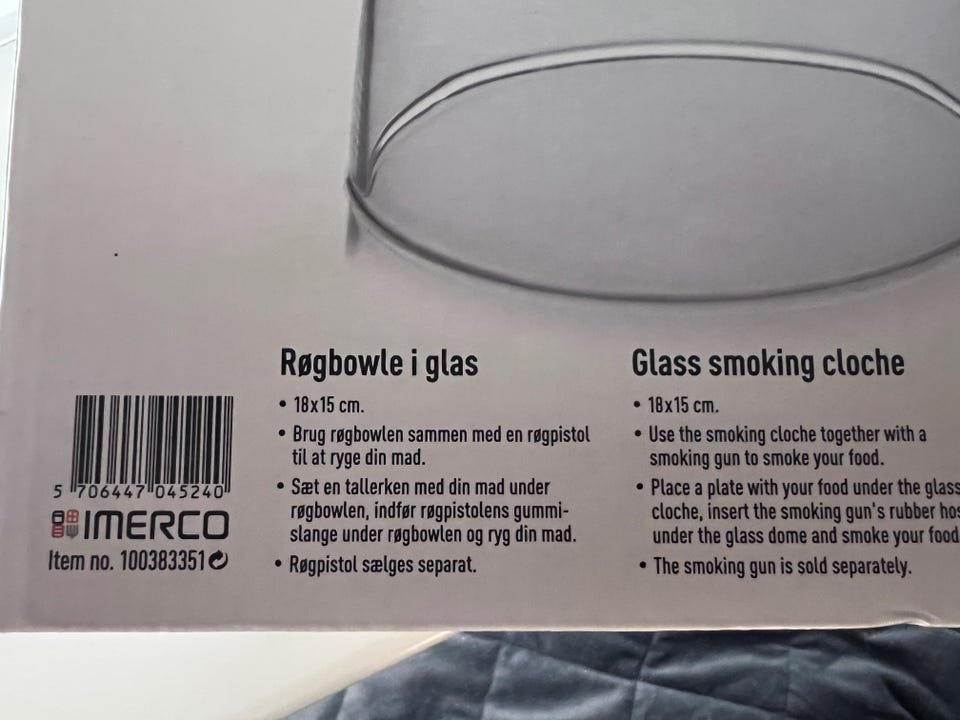 Røgbowle i glas
• 18x15 cm.
• Brug røgbowlen sammen med en røgpistol
til at ryge din mad.
• Sæt en tallerken med din mad under
røgbowlen, indfør røgpistolens gummi-
slange under røgbowlen og ryg din mad.
• Røgpistol sælges separat.
Glass smoking cloche
• 18x15 cm.
• Use the smoking cloche together with a
smoking gun to smoke your food.
• Place a plate with your food under the glass
cloche, insert the smoking gun's rubber hos
under the glass dome and smoke your food
• The smoking gun is sold separately.
5 706447 045240
IMERCO
Item no. 100383351